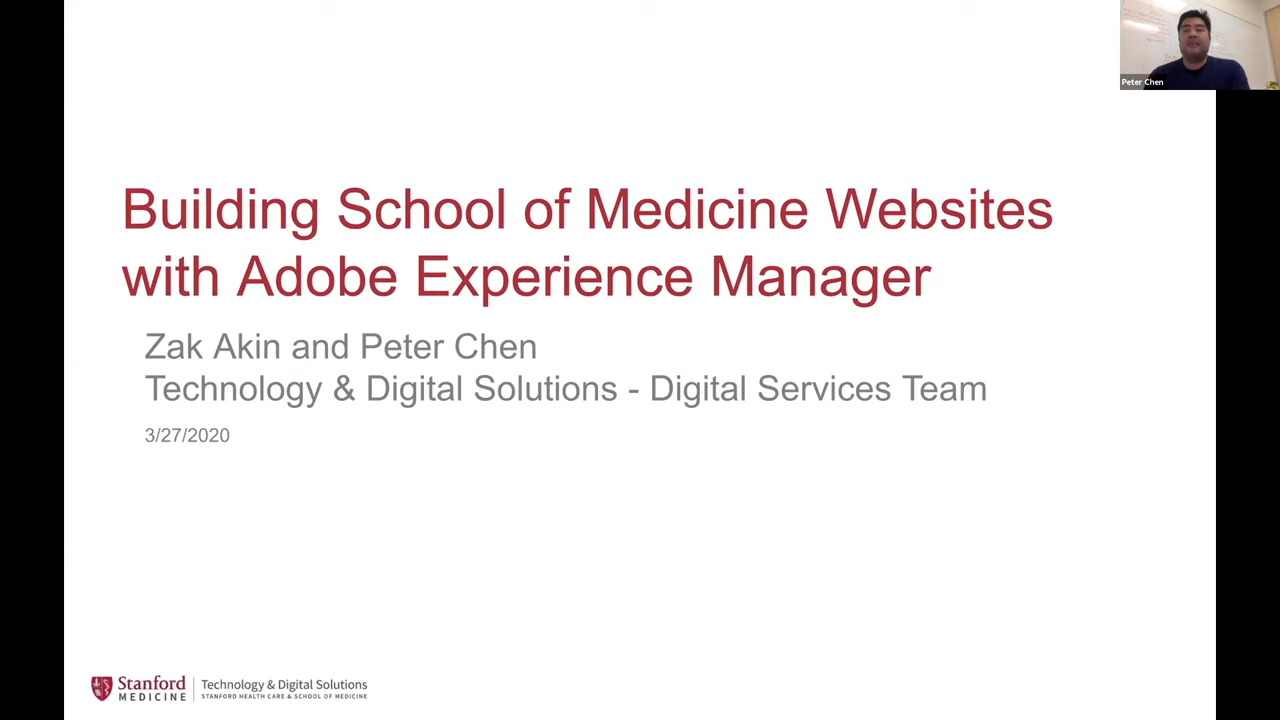 Peter Chen
Building School of Medicine Websites
with Adobe Experience Manager
Zak Akin and Peter Chen
Technology & Digital Solutions - Digital Services Team
3/27/2020
Stanford
MEDICINE
Technology & Digital Solutions
STANFORD HEALTH CARE & SCHOOL OF MEDICINE